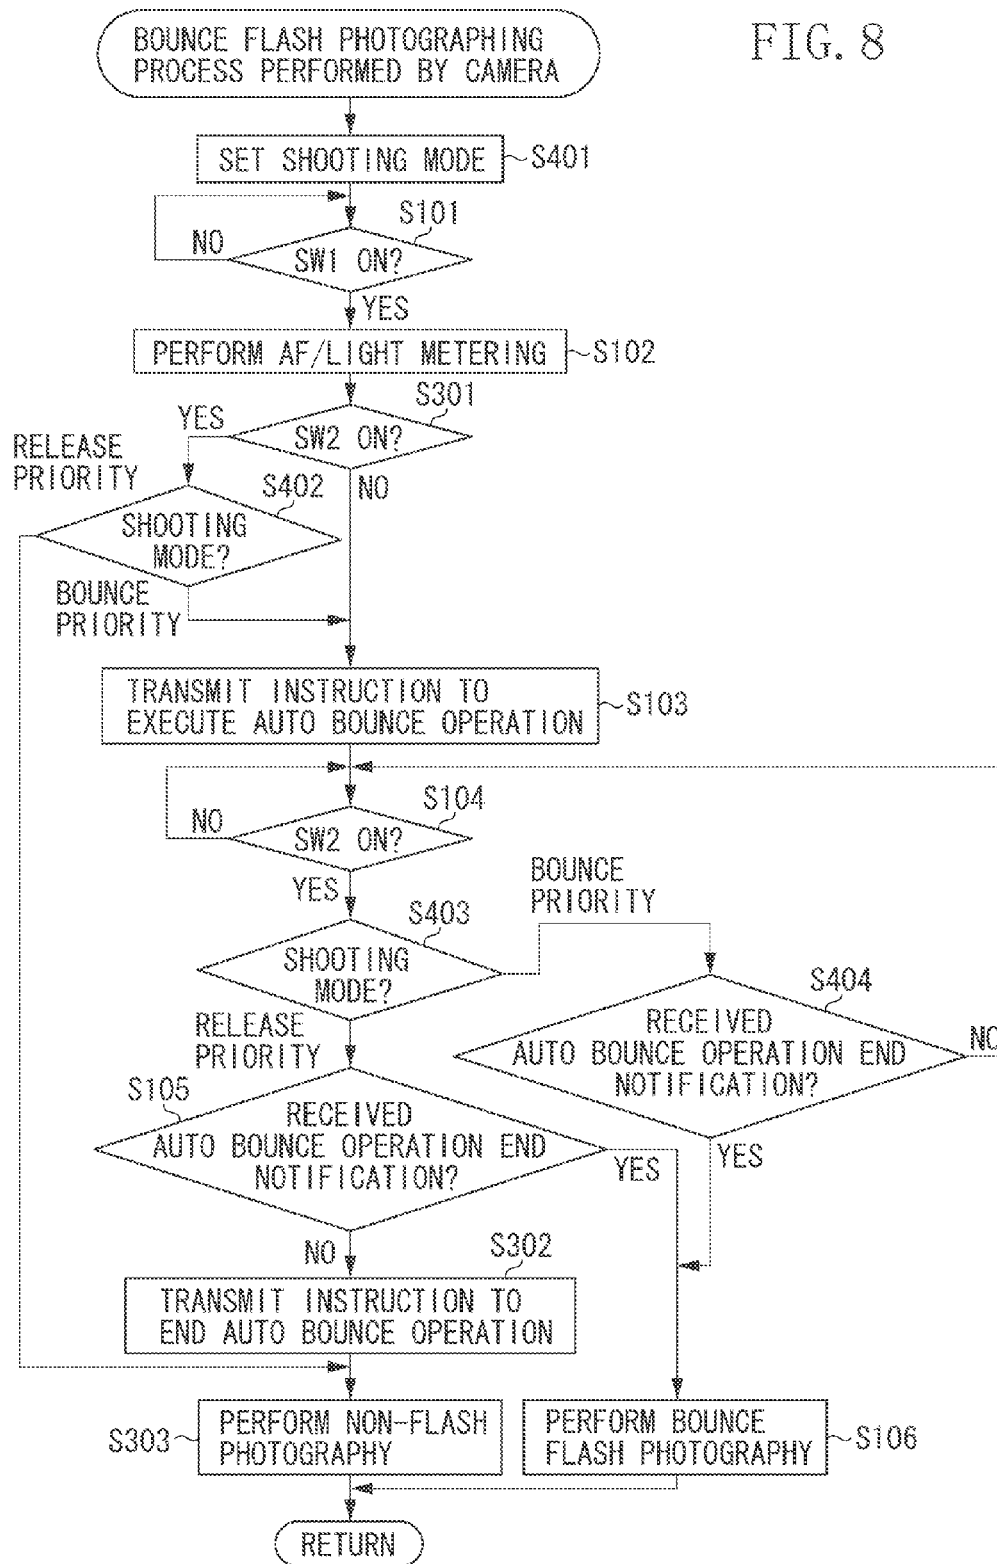 BOUNCE FLASH PHOTOGRAPHING
PROCESS PERFORMED BY CAMERA
FIG. 8
SET SHOOTING MODE
S401
S101
NO
SW1 ON?
YES
PERFORM AF/LIGHT METERING
S102
S301
YES
SW2 ON?
NO
RELEASE
PRIORITY
S402
SHOOTING
MODE?
BOUNCE
PRIORITY
TRANSMIT INSTRUCTION TO
EXECUTE AUTO BOUNCE OPERATION
S103
S104
NO
SW2 ON?
YES
BOUNCE
PRIORITY
S403
SHOOTING
MODE?
S404
RECEIVED
AUTO BOUNCE OPERATION END
NOTIFICATION?
NO
YES
RELEASE
PRIORITY
S105
RECEIVED
AUTO BOUNCE OPERATION END
NOTIFICATION?
YES
NO
S302
TRANSMIT INSTRUCTION TO
END AUTO BOUNCE OPERATION
S303
PERFORM NON-FLASH
PHOTOGRAPHY
PERFORM BOUNCE
FLASH PHOTOGRAPHY
S106
RETURN